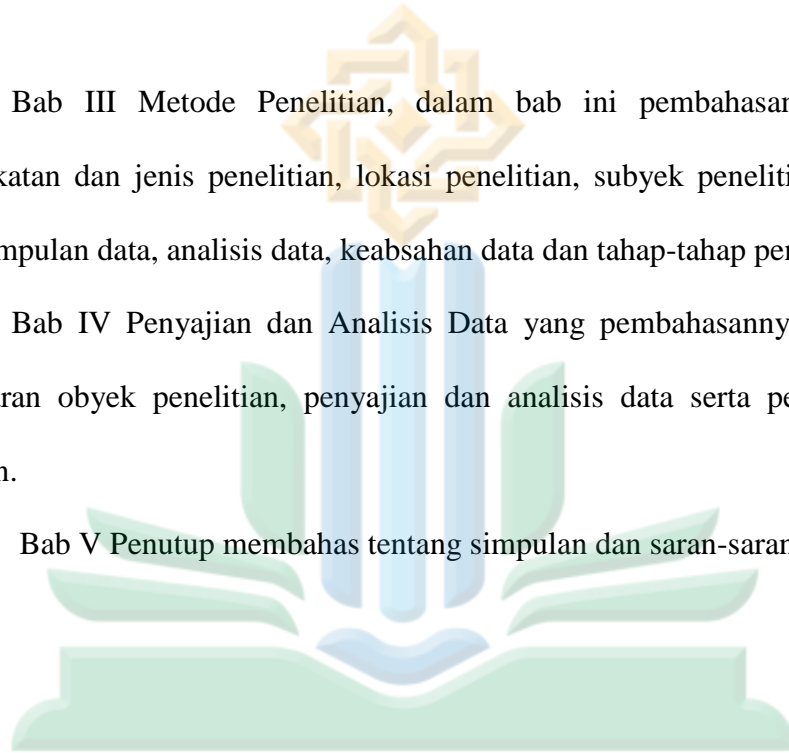 Bab III Metode Penelitian, dalam bab ini pembahasan
katan dan jenis penelitian, lokasi penelitian, subyek peneliti
mpulan data, analisis data, keabsahan data dan tahap-tahap pe
Bab IV Penyajian dan Analisis Data yang pembahasanny
ran obyek penelitian, penyajian dan analisis data serta pe
n.
Bab V Penutup membahas tentang simpulan dan saran-saran